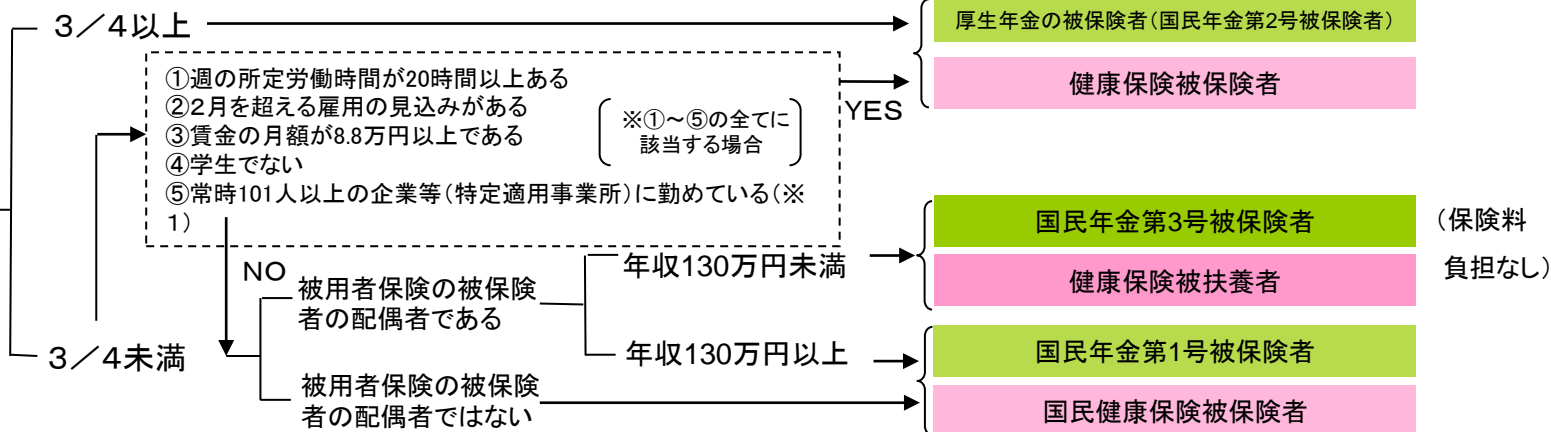 3/4以上
厚生年金の被保険者(国民年金第2号被保険者)
①週の所定労働時間が20時間以上ある
②2月を超える雇用の見込みがある
③賃金の月額が8.8万円以上である
④学生でない
⑤常時101人以上の企業等(特定適用事業所)に勤めている(※
1)
※①~⑤の全てに
該当する場合
YES
健康保険被保険者
国民年金第3号被保険者
(保険料
負担なし)
健康保険被扶養者
NO
被用者保険の被保険
者の配偶者である
年収130万円未満
3/4未満
年収130万円以上
国民年金第1号被保険者
被用者保険の被保険
者の配偶者ではない
国民健康保険被保険者